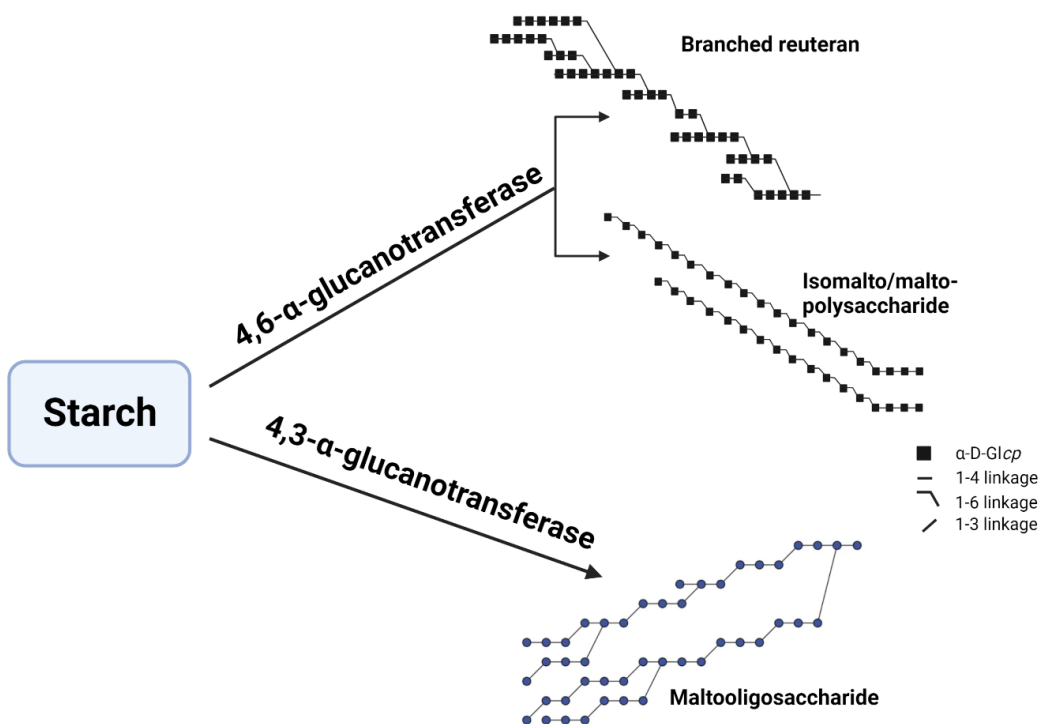 Branched reuteran
4,6-α-glucanotransferase
Isomalto/malto-
polysaccharide
Starch
4,3-α-glucanotransferase
α-D-Glcp
1-4 linkage
1-6 linkage
1-3 linkage
Maltooligosaccharide